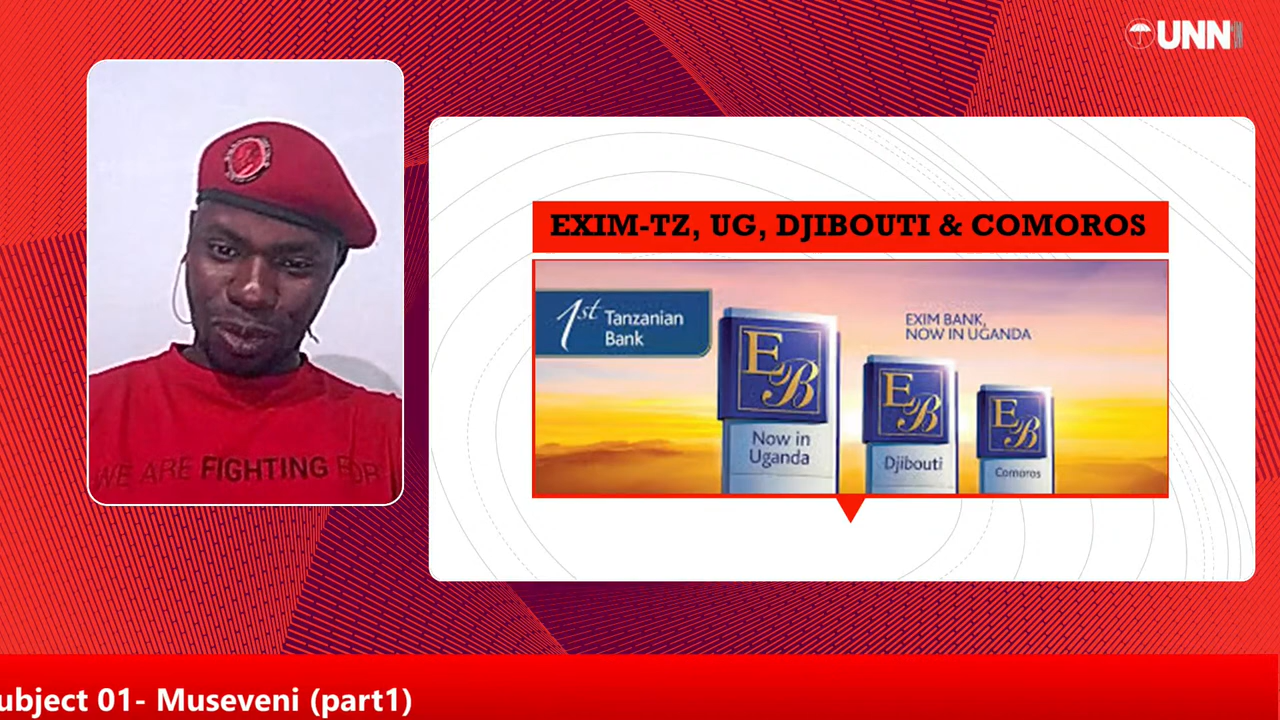 UNN
EXIM-TZ, UG, DJIBOUTI & COMOROS
1st Tanzanian
Bank
EXIM BANK,
NOW IN UGANDA
EB
Now in
Uganda
EB
Djibouti
EB
Comoros
WE ARE FIGHTING FOR
ubject 01- Museveni (part1)